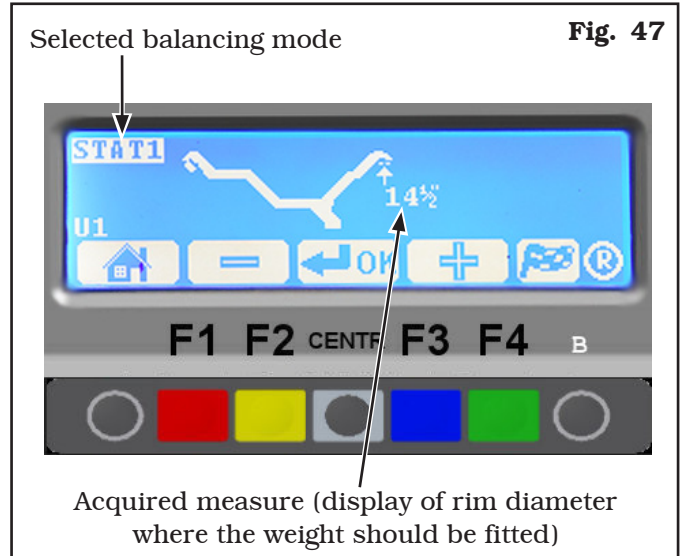 Fig. 47
Selected balancing mode
STAT1
14½"
U1
OK
R
F1 F2 CENTR. F3 F4 B
Acquired measure (display of rim diameter
where the weight should be fitted)